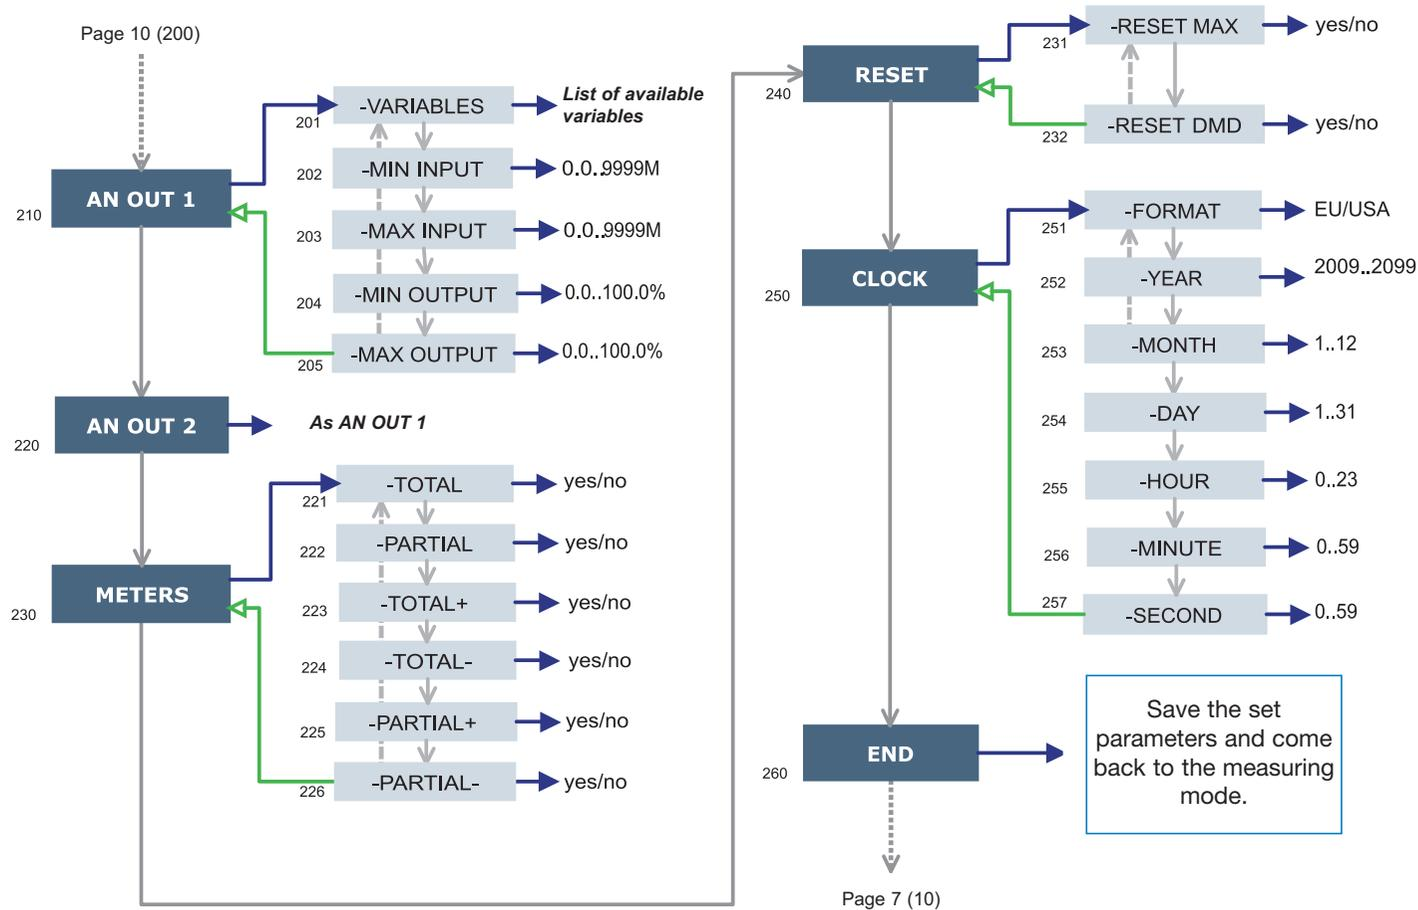 Page 10 (200)
210
AN OUT 1
201
-VARIABLES
List of available
variables
202
-MIN INPUT
0.0..9999M
203
-MAX INPUT
0.0..9999M
204
-MIN OUTPUT
0.0..100.0%
205
-MAX OUTPUT
0.0..100.0%
220
AN OUT 2
As AN OUT 1
230
METERS
221
-TOTAL
yes/no
222
-PARTIAL
yes/no
223
-TOTAL+
yes/no
224
-TOTAL-
yes/no
225
-PARTIAL+
yes/no
226
-PARTIAL-
yes/no
240
RESET
231
-RESET MAX
yes/no
232
-RESET DMD
yes/no
250
CLOCK
251
-FORMAT
EU/USA
252
-YEAR
2009..2099
253
-MONTH
1..12
254
-DAY
1..31
255
-HOUR
0..23
256
-MINUTE
0..59
257
-SECOND
0..59
260
END
Save the set
parameters and come
back to the measuring
mode.
Page 7 (10)